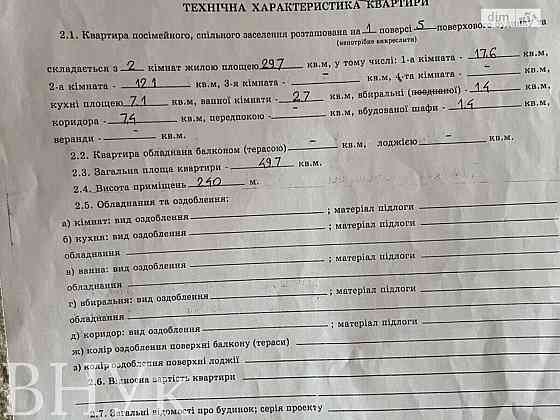 ТЕХНІЧНА ХАРАКТЕРИСТИКА КВАРТИРИ
dim
2.1. Квартира посімейного, спільного заселення розташована на 1 поверсі 5 поверхового
(непотрібне викреслити)
складається з 2 кімнат жилою площею 29.7 кв.м, у тому числі: 1-а кімната - 17.6 кв.м,
2-а кімната - 12.1 кв.м, 3-я кімната - – кв.м, 4-та кімната - – кв.м,
кухні площею 7.1 кв.м, ванної кімнати - 2.7 кв.м, вбиральні (поєднаної) - 1.4 кв.м,
коридора - 7.4 кв.м, передпокою - – кв.м, вбудованої шафи - 1.4 кв.м,
веранди - – кв.м.
2.2. Квартира обладнана балконом (терасою) – кв.м, лоджією – кв.м.
2.3. Загальна площа квартири - 49.7 кв.м.
2.4. Висота приміщень 2.50 м.
2.5. Обладнання та оздоблення:
а) кімнат: вид оздоблення ; матеріал підлоги
б) кухня: вид оздоблення ; матеріал підлоги
обладнання
в) ванна: вид оздоблення ; матеріал підлоги
обладнання
г) вбиральня: вид оздоблення ; матеріал підлоги
обладнання
д) коридор: вид оздоблення ; матеріал підлоги
ж) колір оздоблення поверхні балкону (тераси)
з) колір оздоблення поверхні лоджії
2.6. Відносна вартість квартири
2.7. Загальні відомості про будинок; серія проекту